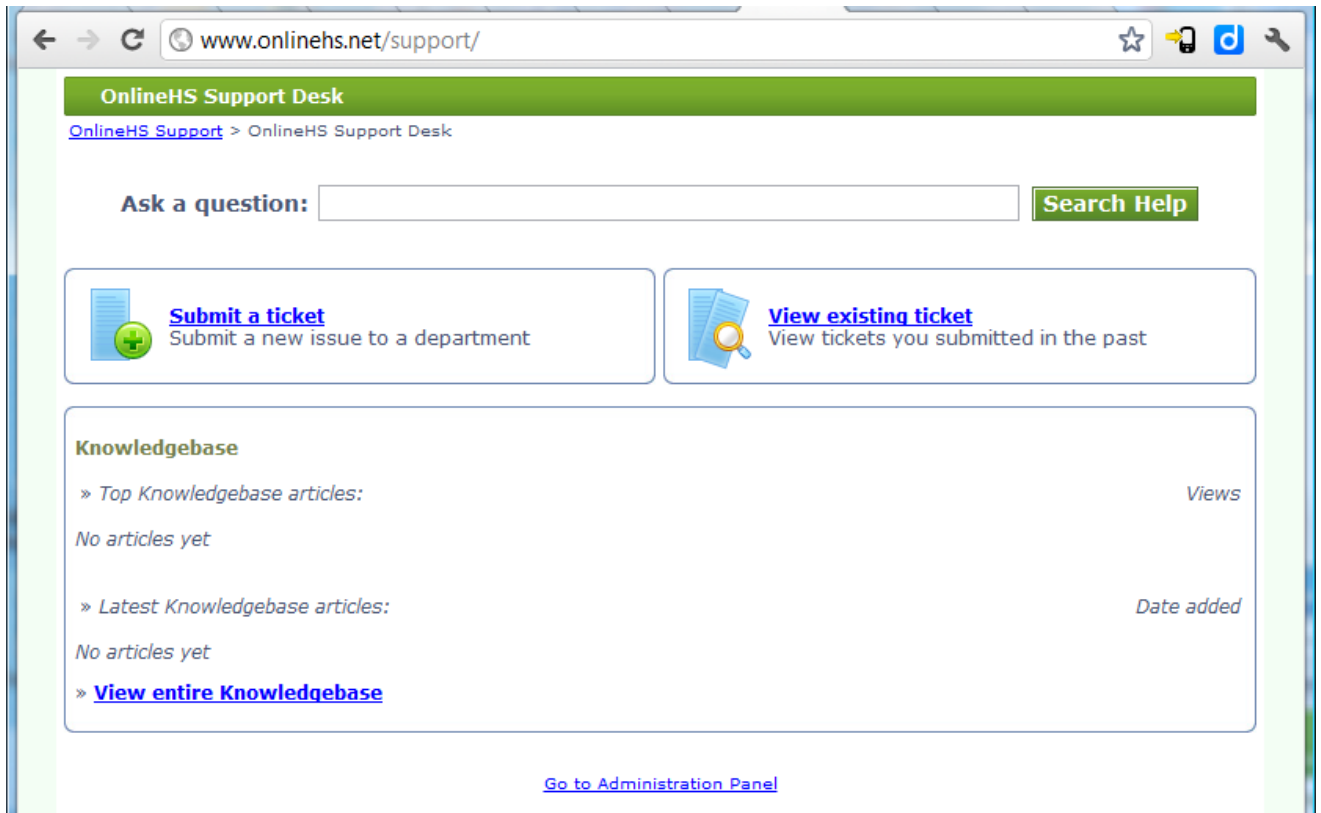 www.onlinehs.net/support/
OnlineHS Support Desk
OnlineHS Support > OnlineHS Support Desk
Ask a question: Search Help
Submit a ticket
Submit a new issue to a department
View existing ticket
View tickets you submitted in the past
Knowledgebase
» Top Knowledgebase articles: Views
No articles yet
» Latest Knowledgebase articles: Date added
No articles yet
» View entire Knowledgebase
Go to Administration Panel